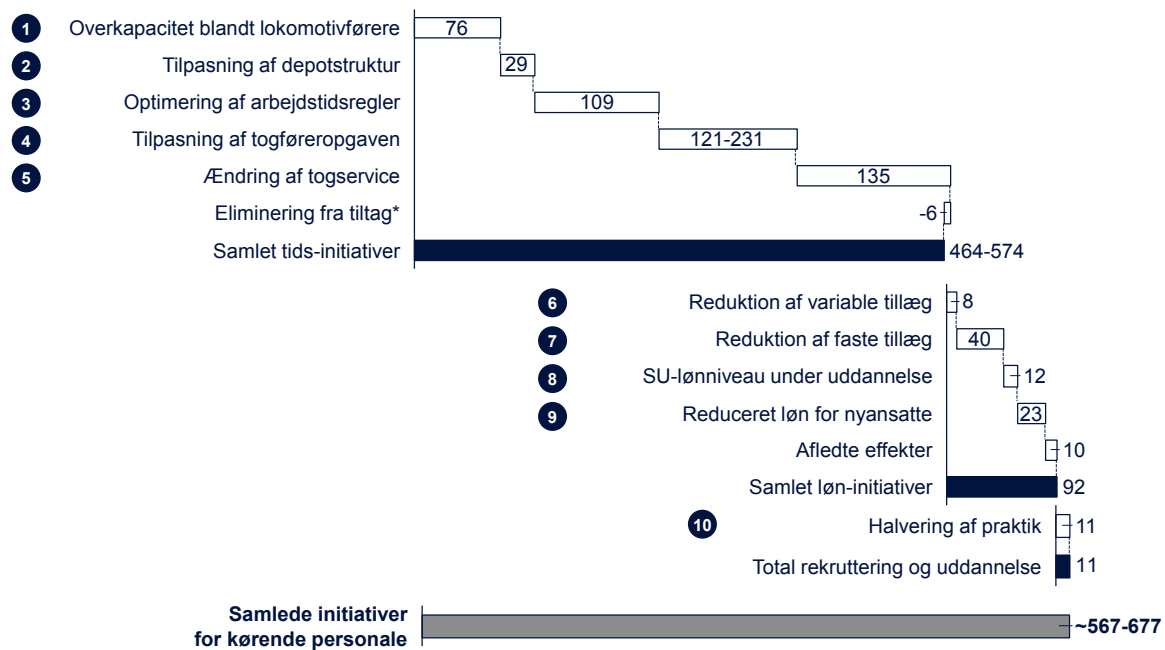 1 Overkapacitet blandt lokomotivførere 76
2 Tilpasning af depotstruktur 29
3 Optimering af arbejdstidsregler 109
4 Tilpasning af togføreropgaven 121-231
5 Ændring af togservice 135
Eliminering fra tiltag* -6
Samlet tids-initiativer 464-574
6 Reduktion af variable tillæg 8
7 Reduktion af faste tillæg 40
8 SU-lønniveau under uddannelse 12
9 Reduceret løn for nyansatte 23
Afledte effekter 10
Samlet løn-initiativer 92
10 Halvering af praktik 11
Total rekruttering og uddannelse 11
Samlede initiativer
for kørende personale ~567-677